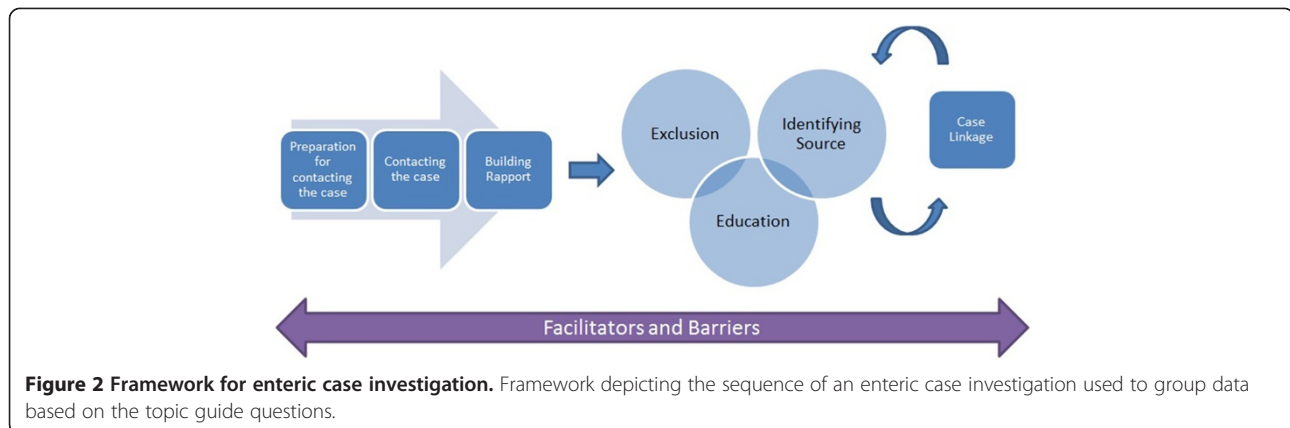 Preparation
for
contacting
the case
Contacting
the case
Building
Rapport
Exclusion
Identifying
Source
Education
Case
Linkage
Facilitators and Barriers
Figure 2 Framework for enteric case investigation. Framework depicting the sequence of an enteric case investigation used to group data
based on the topic guide questions.